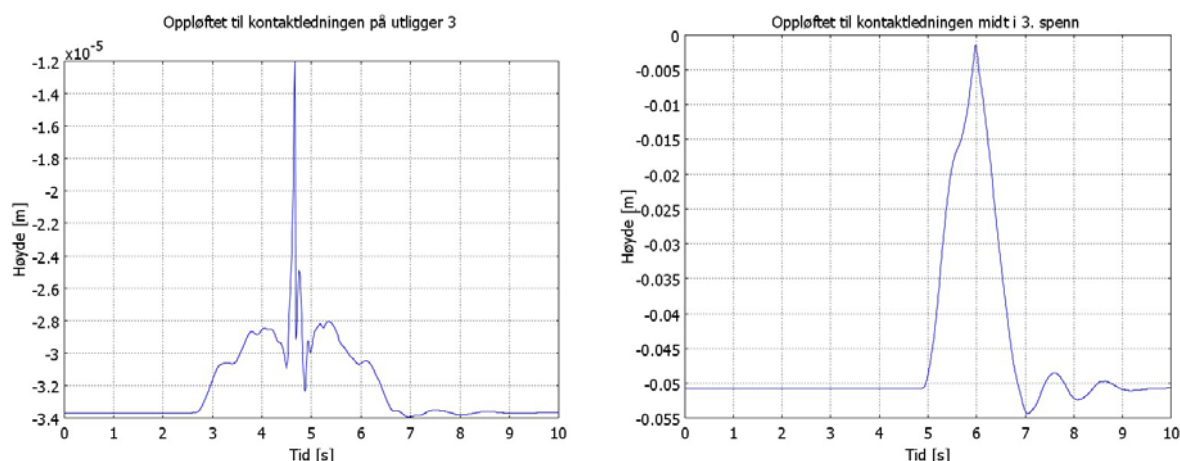 Oppløftet til kontaktledningen på utligger 3
x10^-5
-1.2
-1.4
-1.6
-1.8
-2
-2.2
-2.4
-2.6
-2.8
-3
-3.2
-3.4
Høyde [m]
0 1 2 3 4 5 6 7 8 9 10
Tid [s]
Oppløftet til kontaktledningen midt i 3. spenn
0
-0.005
-0.01
-0.015
-0.02
-0.025
-0.03
-0.035
-0.04
-0.045
-0.05
-0.055
Høyde [m]
0 1 2 3 4 5 6 7 8 9 10
Tid [s]